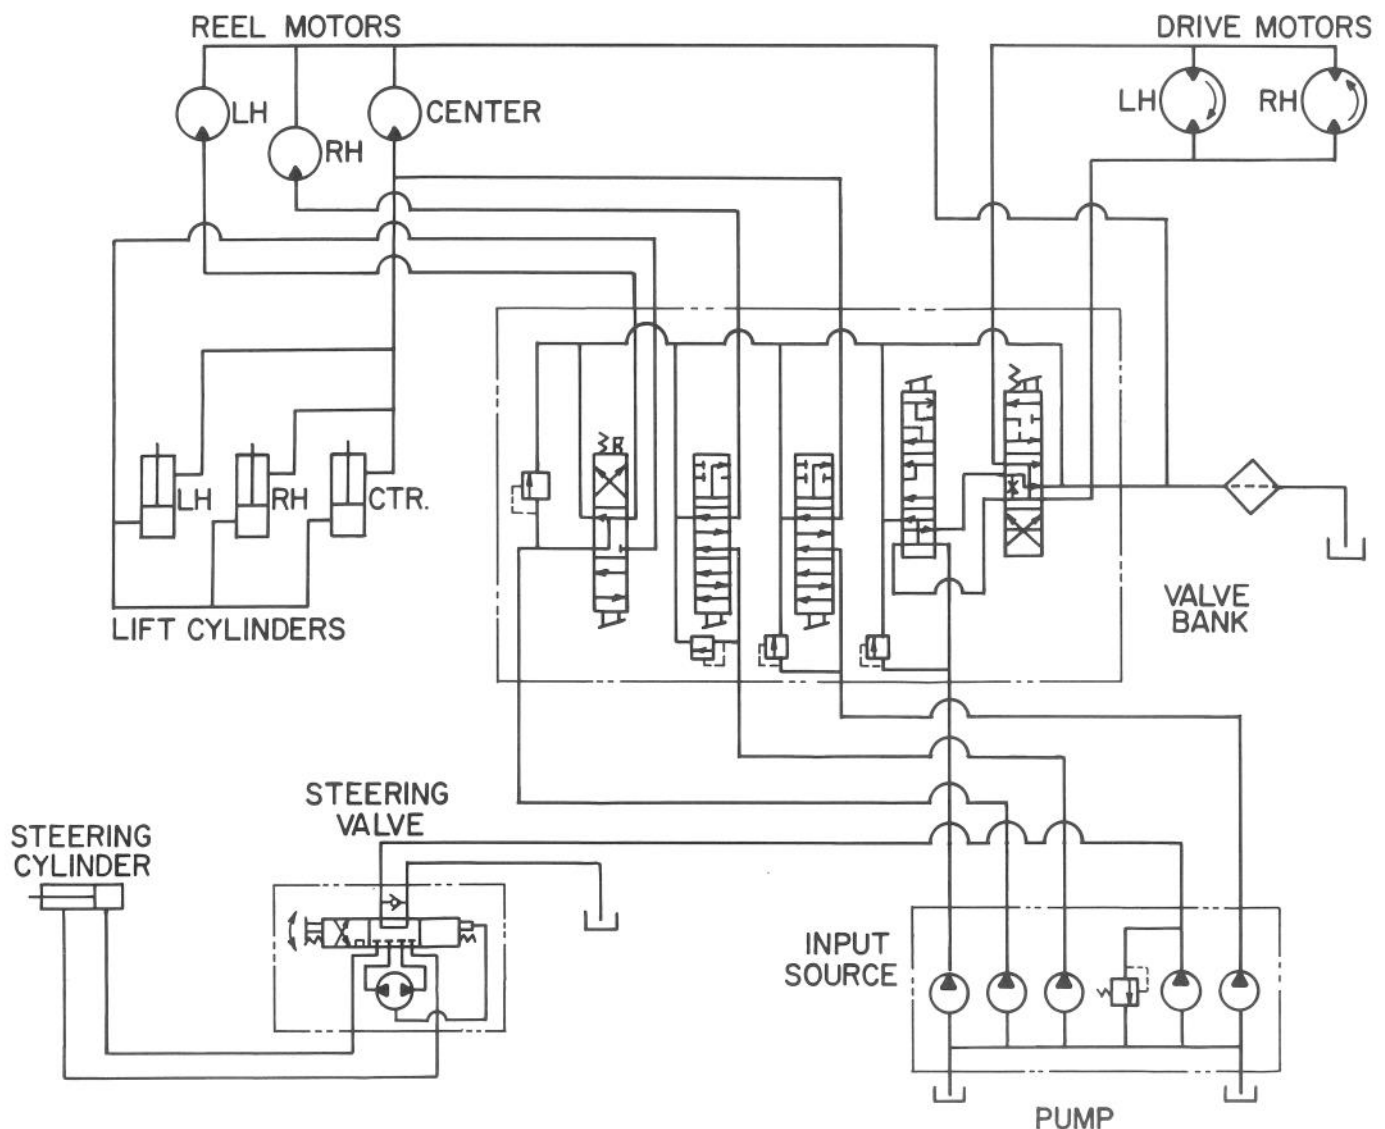 REEL MOTORS
DRIVE MOTORS
LH
CENTER
RH
LH
RH
LH
RH
CTR.
LIFT CYLINDERS
VALVE
BANK
STEERING
VALVE
STEERING
CYLINDER
INPUT
SOURCE
PUMP